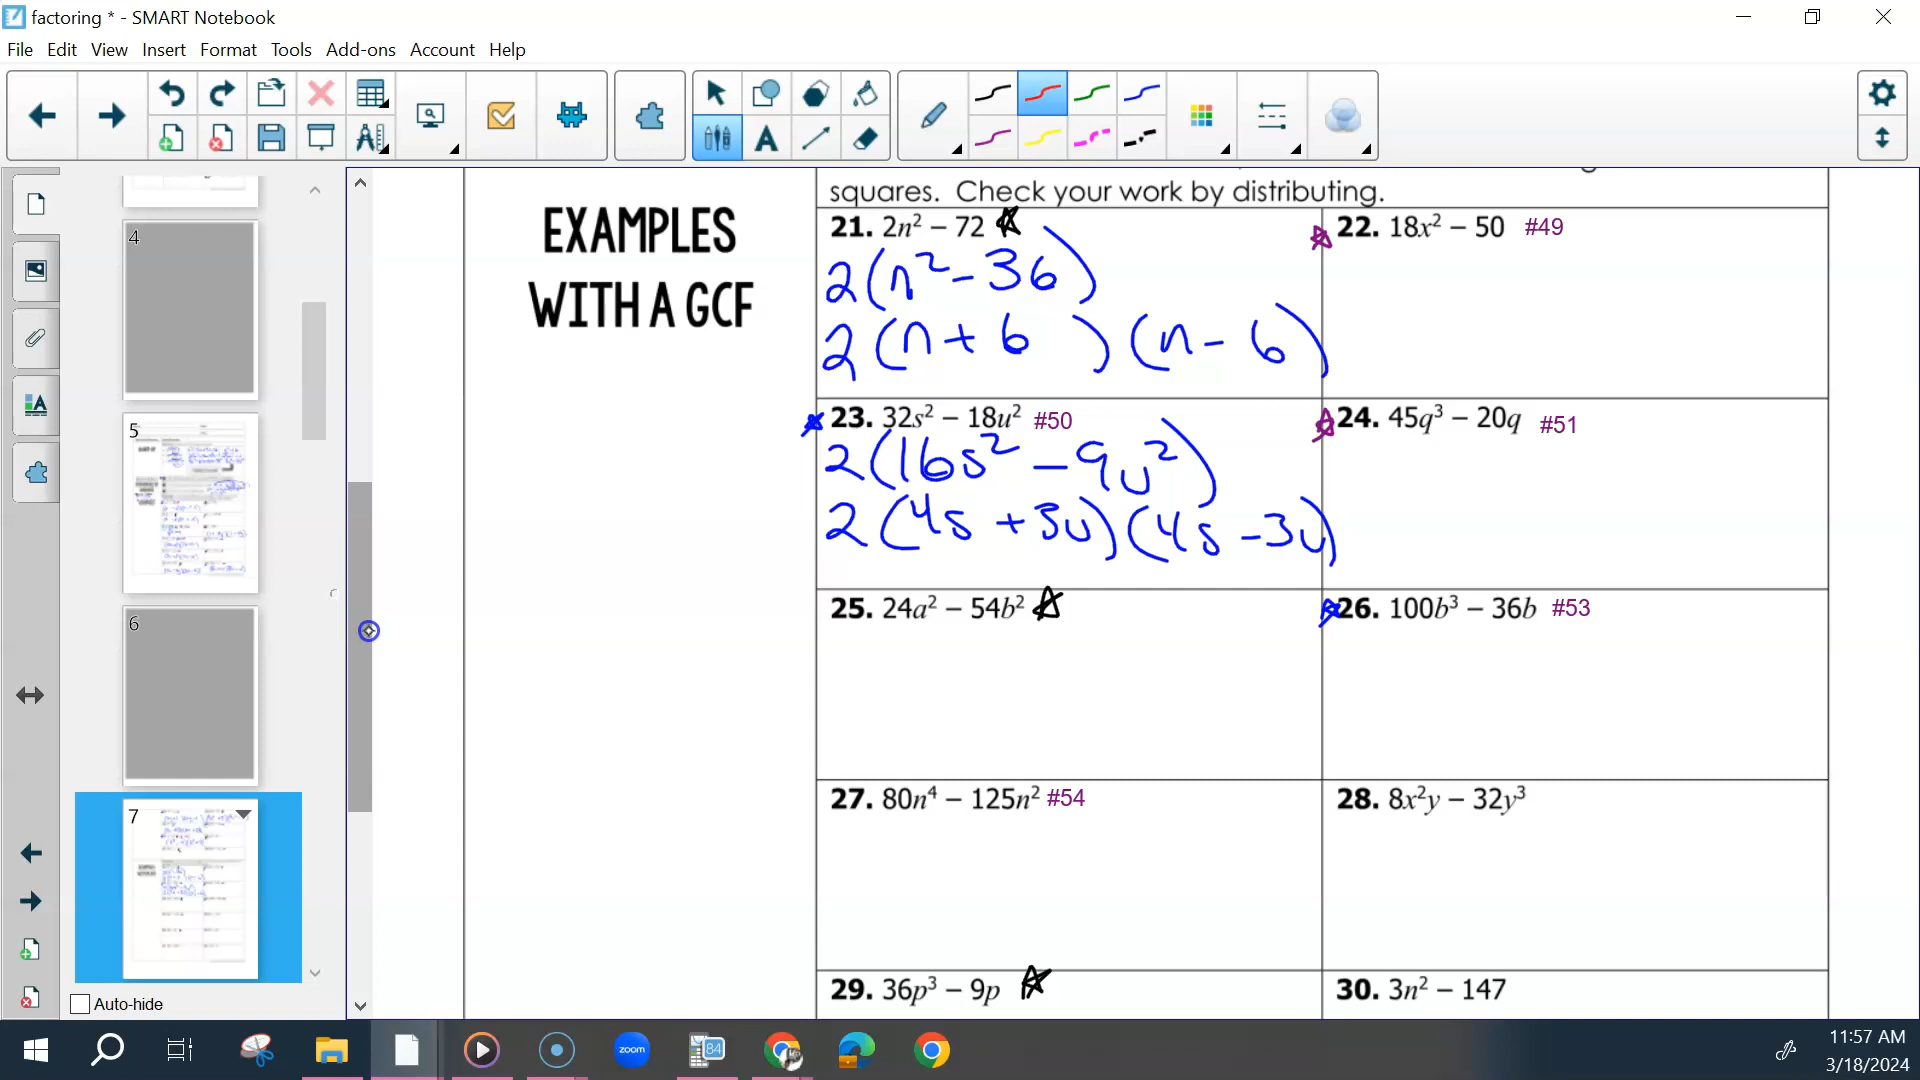 factoring * - SMART Notebook
File Edit View Insert Format Tools Add-ons Account Help
4
5
6
7
Auto-hide
squares. Check your work by distributing.
EXAMPLES
WITH A GCF
21. 2n² – 72
2(n² - 36)
2(n + 6)(n - 6)
22. 18x² – 50 #49
23. 32s² – 18u² #50
2(16s² - 9u²)
2(4s + 3u)(4s - 3u)
24. 45q³ – 20q #51
25. 24a² – 54b²
26. 100b³ – 36b #53
27. 80n⁴ – 125n² #54
28. 8x²y – 32y³
29. 36p³ – 9p
30. 3n² – 147
zoom
84
11:57 AM
3/18/2024